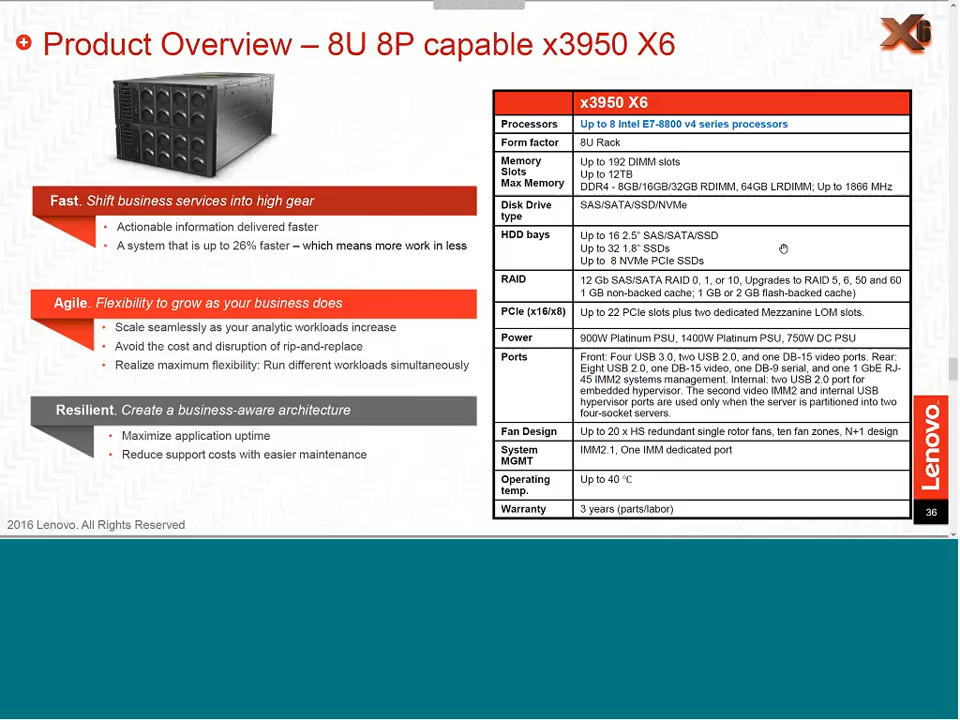 Product Overview – 8U 8P capable x3950 X6
X6
Fast. Shift business services into high gear
• Actionable information delivered faster
• A system that is up to 26% faster – which means more work in less
Agile. Flexibility to grow as your business does
• Scale seamlessly as your analytic workloads increase
• Avoid the cost and disruption of rip-and-replace
• Realize maximum flexibility: Run different workloads simultaneously
Resilient. Create a business-aware architecture
• Maximize application uptime
• Reduce support costs with easier maintenance
x3950 X6
Processors
Up to 8 Intel E7-8800 v4 series processors
Form factor
8U Rack
Memory
Slots
Max Memory
Up to 192 DIMM slots
Up to 12TB
DDR4 - 8GB/16GB/32GB RDIMM, 64GB LRDIMM; Up to 1866 MHz
Disk Drive
type
SAS/SATA/SSD/NVMe
HDD bays
Up to 16 2.5” SAS/SATA/SSD
Up to 32 1.8” SSDs
Up to  8 NVMe PCIe SSDs
RAID
12 Gb SAS/SATA RAID 0, 1, or 10, Upgrades to RAID 5, 6, 50 and 60
1 GB non-backed cache; 1 GB or 2 GB flash-backed cache)
PCIe (x16/x8)
Up to 22 PCIe slots plus two dedicated Mezzanine LOM slots.
Power
900W Platinum PSU, 1400W Platinum PSU, 750W DC PSU
Ports
Front: Four USB 3.0, two USB 2.0, and one DB-15 video ports. Rear:
Eight USB 2.0, one DB-15 video, one DB-9 serial, and one 1 GbE RJ-
45 IMM2 systems management. Internal: two USB 2.0 port for
embedded hypervisor. The second video IMM2 and internal USB
hypervisor ports are used only when the server is partitioned into two
four-socket servers.
Fan Design
Up to 20 x HS redundant single rotor fans, ten fan zones, N+1 design
System
MGMT
IMM2.1, One IMM dedicated port
Operating
temp.
Up to 40 °C
Warranty
3 years (parts/labor)
Lenovo
36
2016 Lenovo. All Rights Reserved